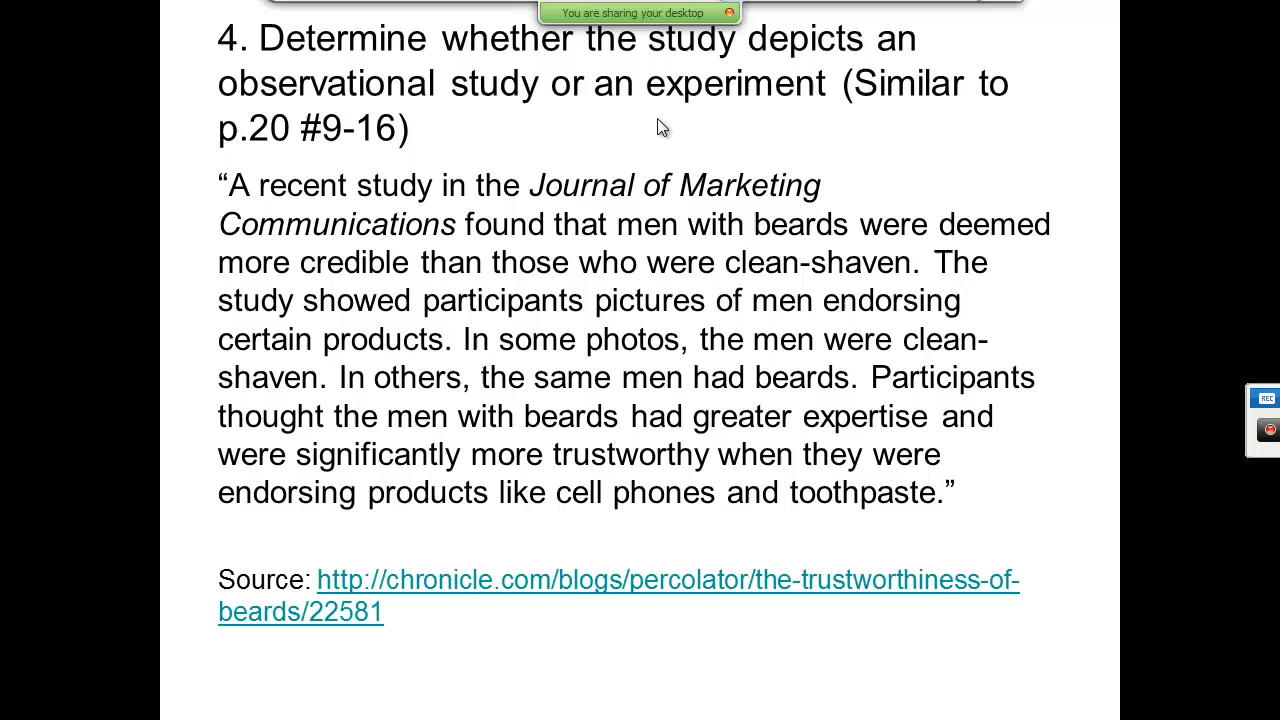 You are sharing your desktop
4. Determine whether the study depicts an
observational study or an experiment (Similar to
p.20 #9-16)
“A recent study in the Journal of Marketing
Communications found that men with beards were deemed
more credible than those who were clean-shaven. The
study showed participants pictures of men endorsing
certain products. In some photos, the men were clean-
shaven. In others, the same men had beards. Participants
thought the men with beards had greater expertise and
were significantly more trustworthy when they were
endorsing products like cell phones and toothpaste.”
REC
Source: http://chronicle.com/blogs/percolator/the-trustworthiness-of-
beards/22581